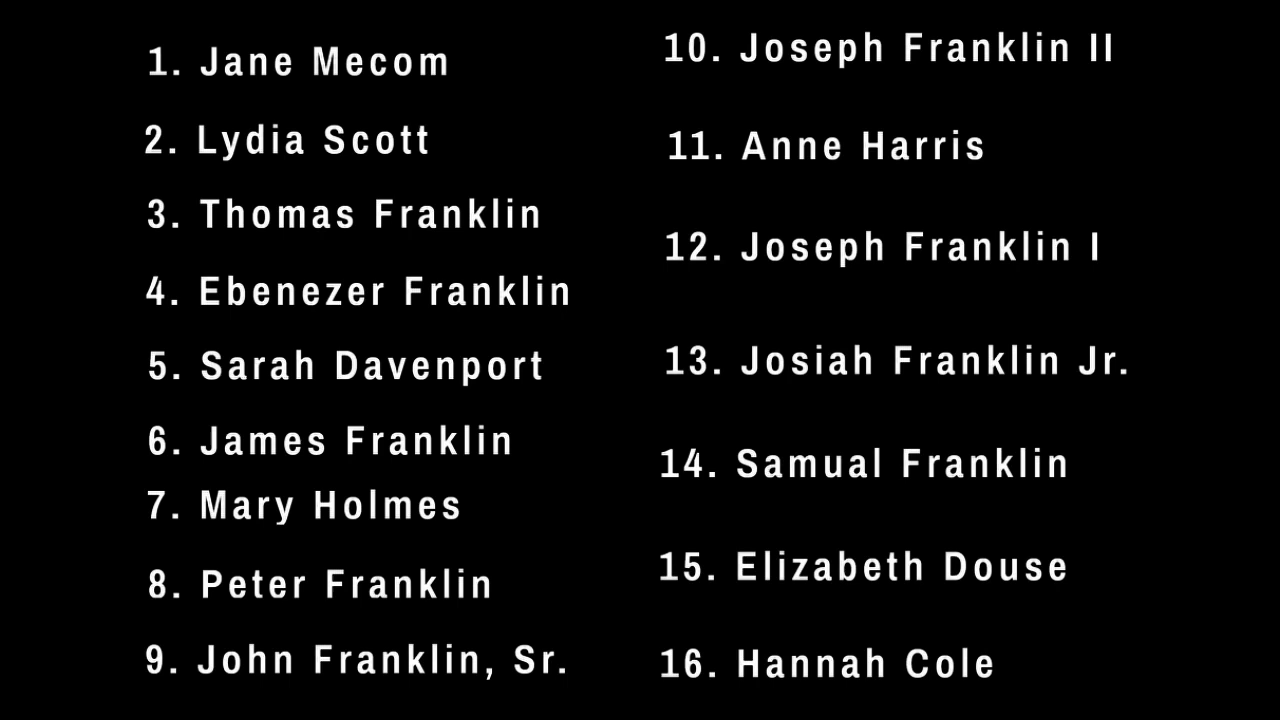 1. Jane Mecom
2. Lydia Scott
3. Thomas Franklin
4. Ebenezer Franklin
5. Sarah Davenport
6. James Franklin
7. Mary Holmes
8. Peter Franklin
9. John Franklin, Sr.
10. Joseph Franklin II
11. Anne Harris
12. Joseph Franklin I
13. Josiah Franklin Jr.
14. Samual Franklin
15. Elizabeth Douse
16. Hannah Cole